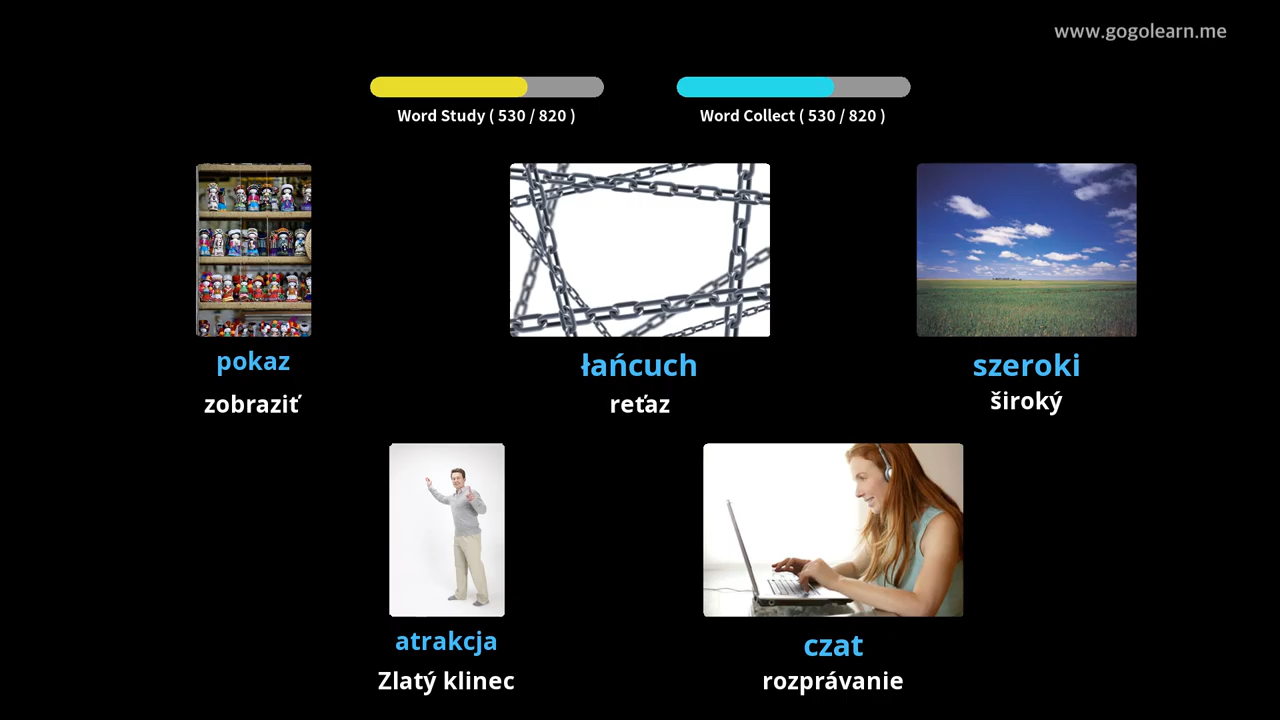 www.gogolearn.me
Word Study ( 530 / 820 )
Word Collect ( 530 / 820 )
pokaz
łańcuch
szeroki
zobraziť
reťaz
široký
atrakcja
czat
Zlatý klinec
rozprávanie